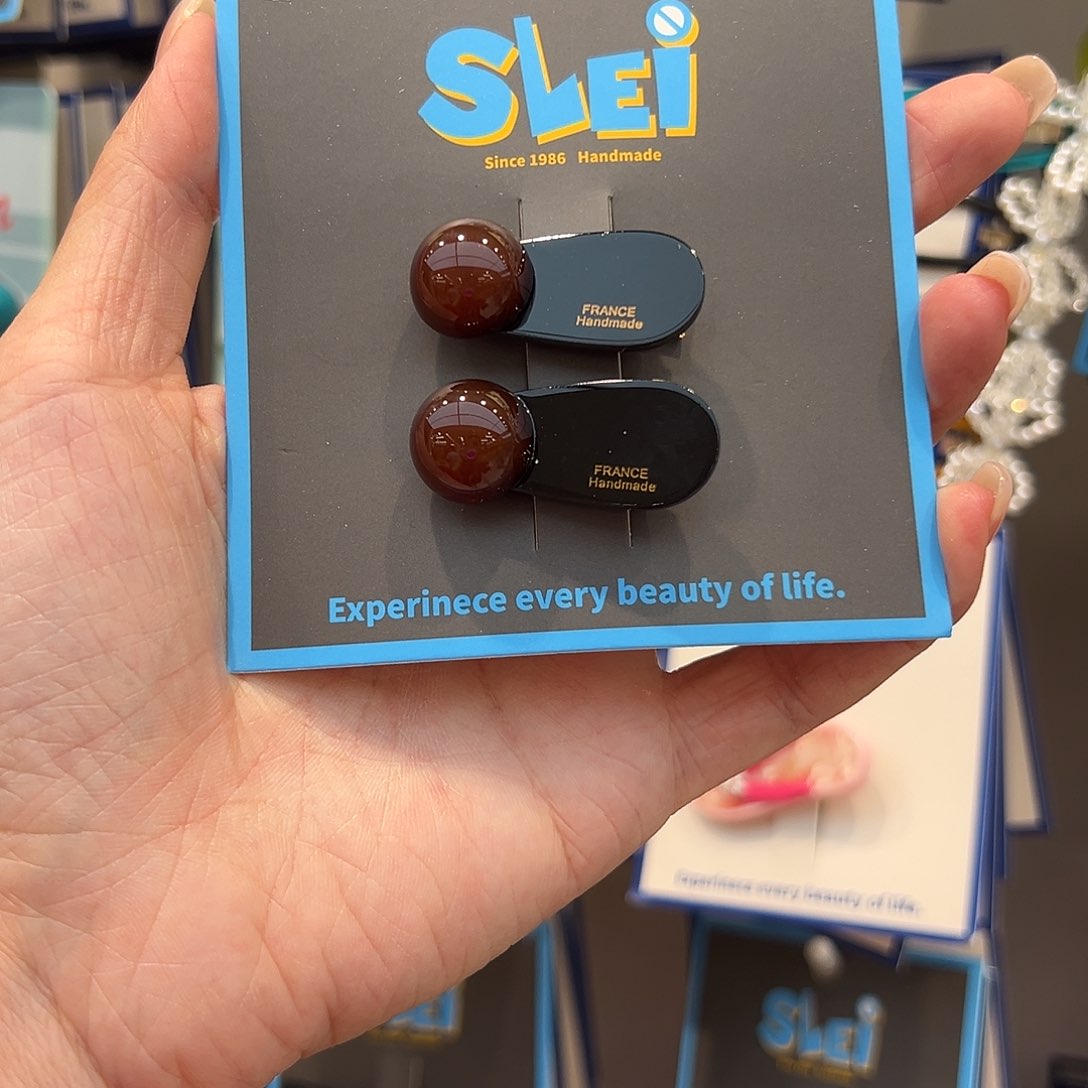 SLEi
Since 1986 Handmade
FRANCE
Handmade
FRANCE
Handmade
Experinece every beauty of life.
Experinece every beauty of life.
SLEi